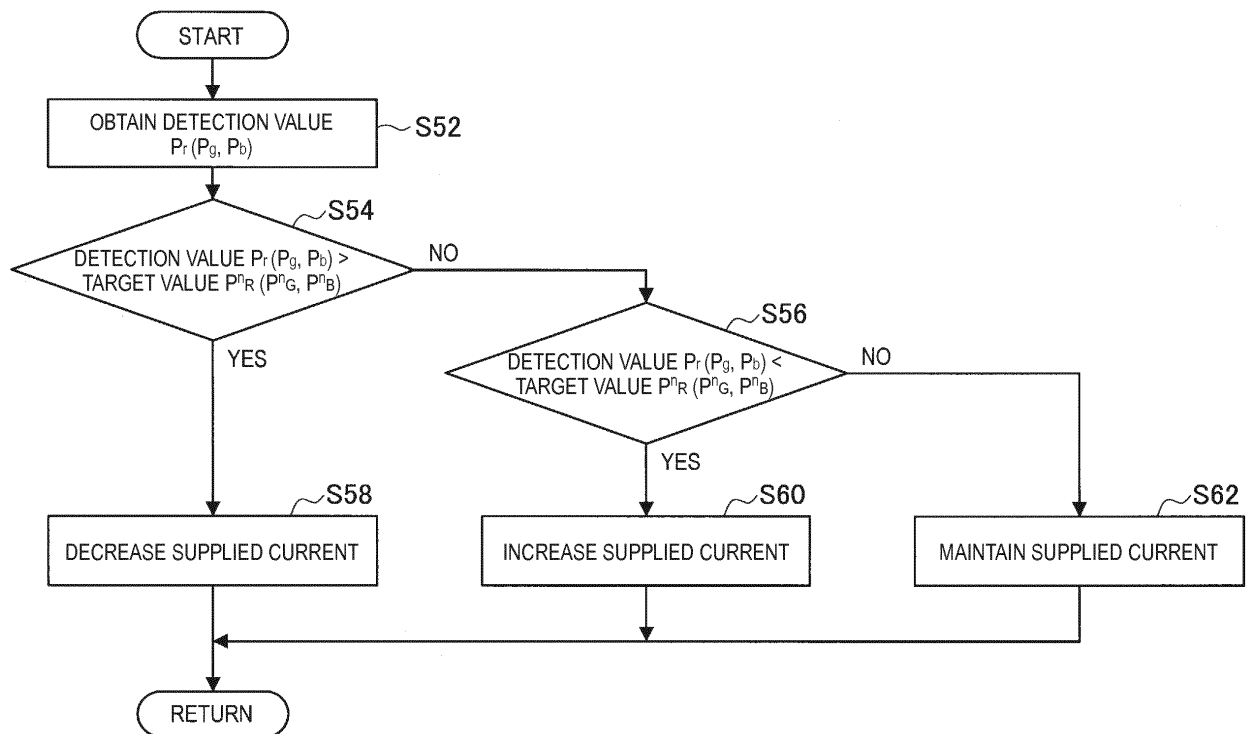 START
OBTAIN DETECTION VALUE
Pr (Pg, Pb)
S52
S54
DETECTION VALUE Pr (Pg, Pb) >
TARGET VALUE PⁿR (PⁿG, PⁿB)
NO
YES
S56
DETECTION VALUE Pr (Pg, Pb) <
TARGET VALUE PⁿR (PⁿG, PⁿB)
NO
YES
S58
DECREASE SUPPLIED CURRENT
S60
INCREASE SUPPLIED CURRENT
S62
MAINTAIN SUPPLIED CURRENT
RETURN